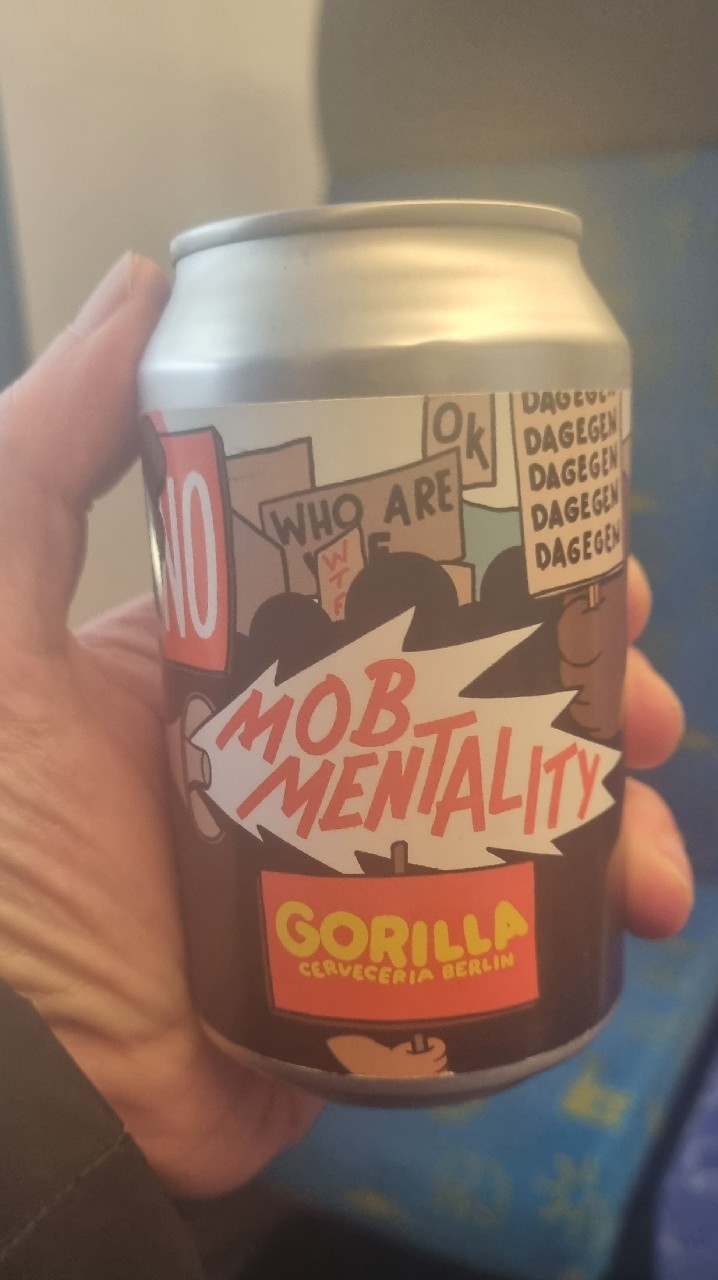 NO
OK
WHO ARE
WTF
DAGEGEN
DAGEGEN
DAGEGEN
DAGEGEN
DAGEGEN
MOB
MENTALITY
GORILLA
CERVECERIA BERLIN